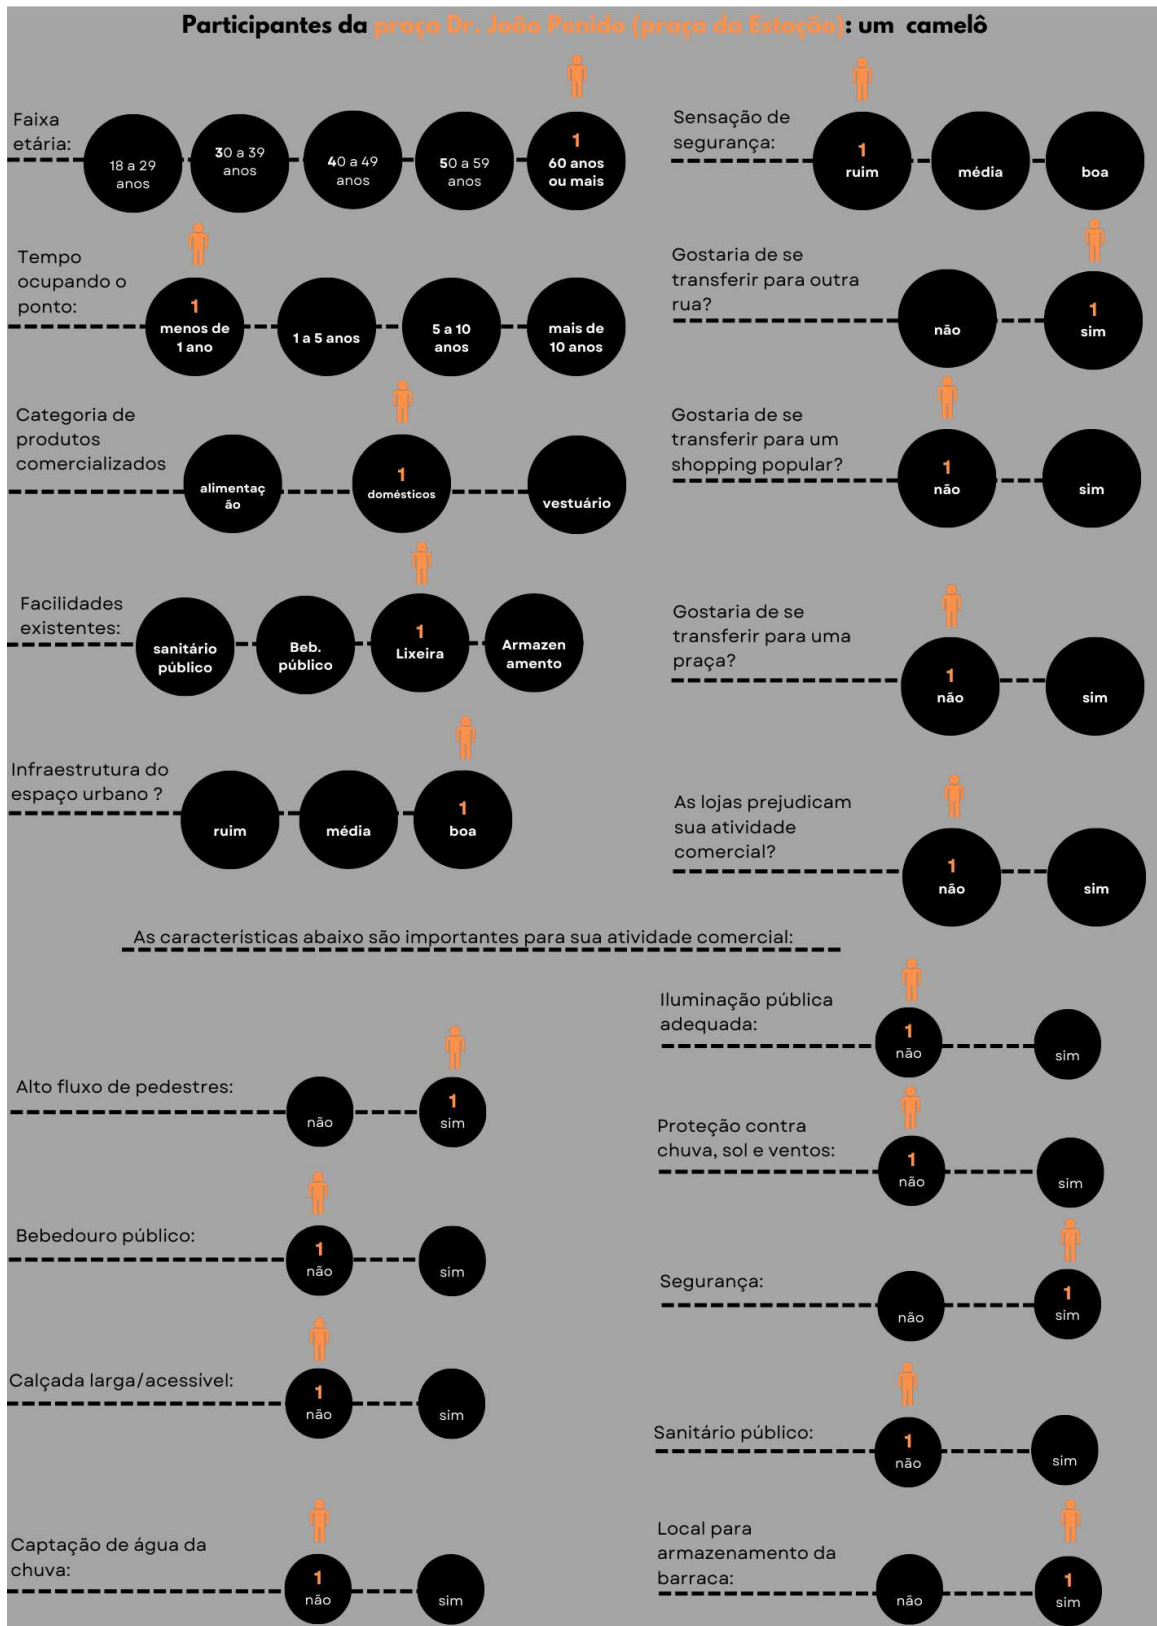 Participantes da praça Dr. João Penido (praça da Estação): um camelô
Faixa
etária:
18 a 29
anos
30 a 39
anos
40 a 49
anos
50 a 59
anos
1
60 anos
ou mais
Tempo
ocupando o
ponto:
1
menos de
1 ano
1 a 5 anos
5 a 10
anos
mais de
10 anos
Categoria de
produtos
comercializados
alimentaç
ão
1
domésticos
vestuário
Facilidades
existentes:
sanitário
público
Beb.
público
1
Lixeira
Armazen
amento
Infraestrutura do
espaço urbano ?
ruim
média
1
boa
Sensação de
segurança:
1
ruim
média
boa
Gostaria de se
transferir para outra
rua?
não
1
sim
Gostaria de se
transferir para um
shopping popular?
1
não
sim
Gostaria de se
transferir para uma
praça?
1
não
sim
As lojas prejudicam
sua atividade
comercial?
1
não
sim
As características abaixo são importantes para sua atividade comercial:
Alto fluxo de pedestres:
não
1
sim
Bebedouro público:
1
não
sim
Calçada larga/acessível:
1
não
sim
Captação de água da
chuva:
1
não
sim
Iluminação pública
adequada:
1
não
sim
Proteção contra
chuva, sol e ventos:
1
não
sim
Segurança:
não
1
sim
Sanitário público:
1
não
sim
Local para
armazenamento da
barraca:
não
1
sim